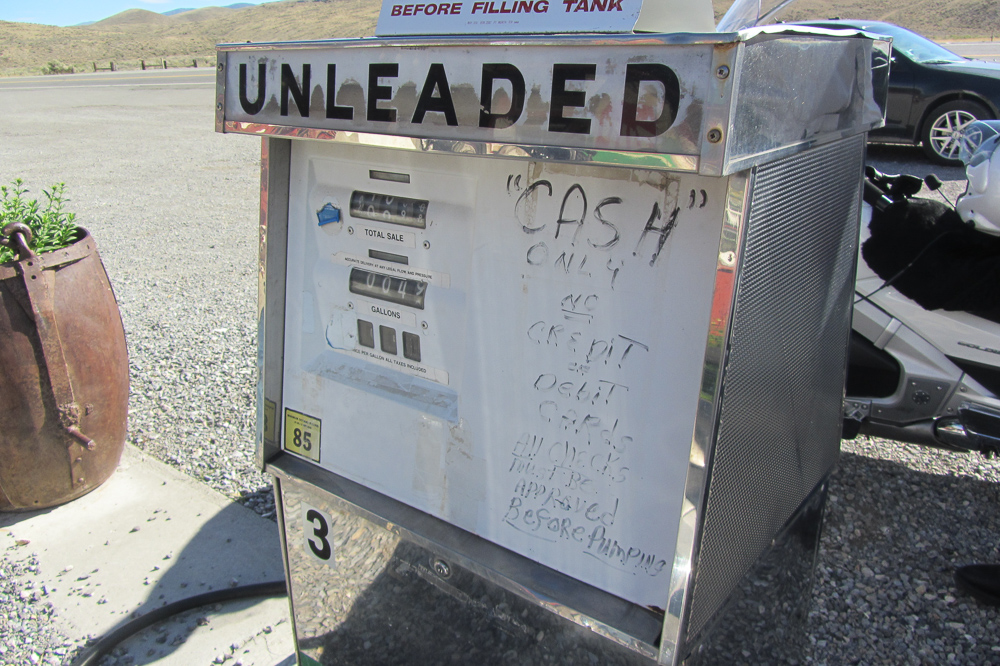 BEFORE FILLING TANK
UNLEADED
TOTAL SALE
GALLONS
85
3
"CASH"
ONLY
NO
CREDIT
OR
DEBIT
CARDS
ALL CHECKS
MUST BE
APPROVED
Before Pumping